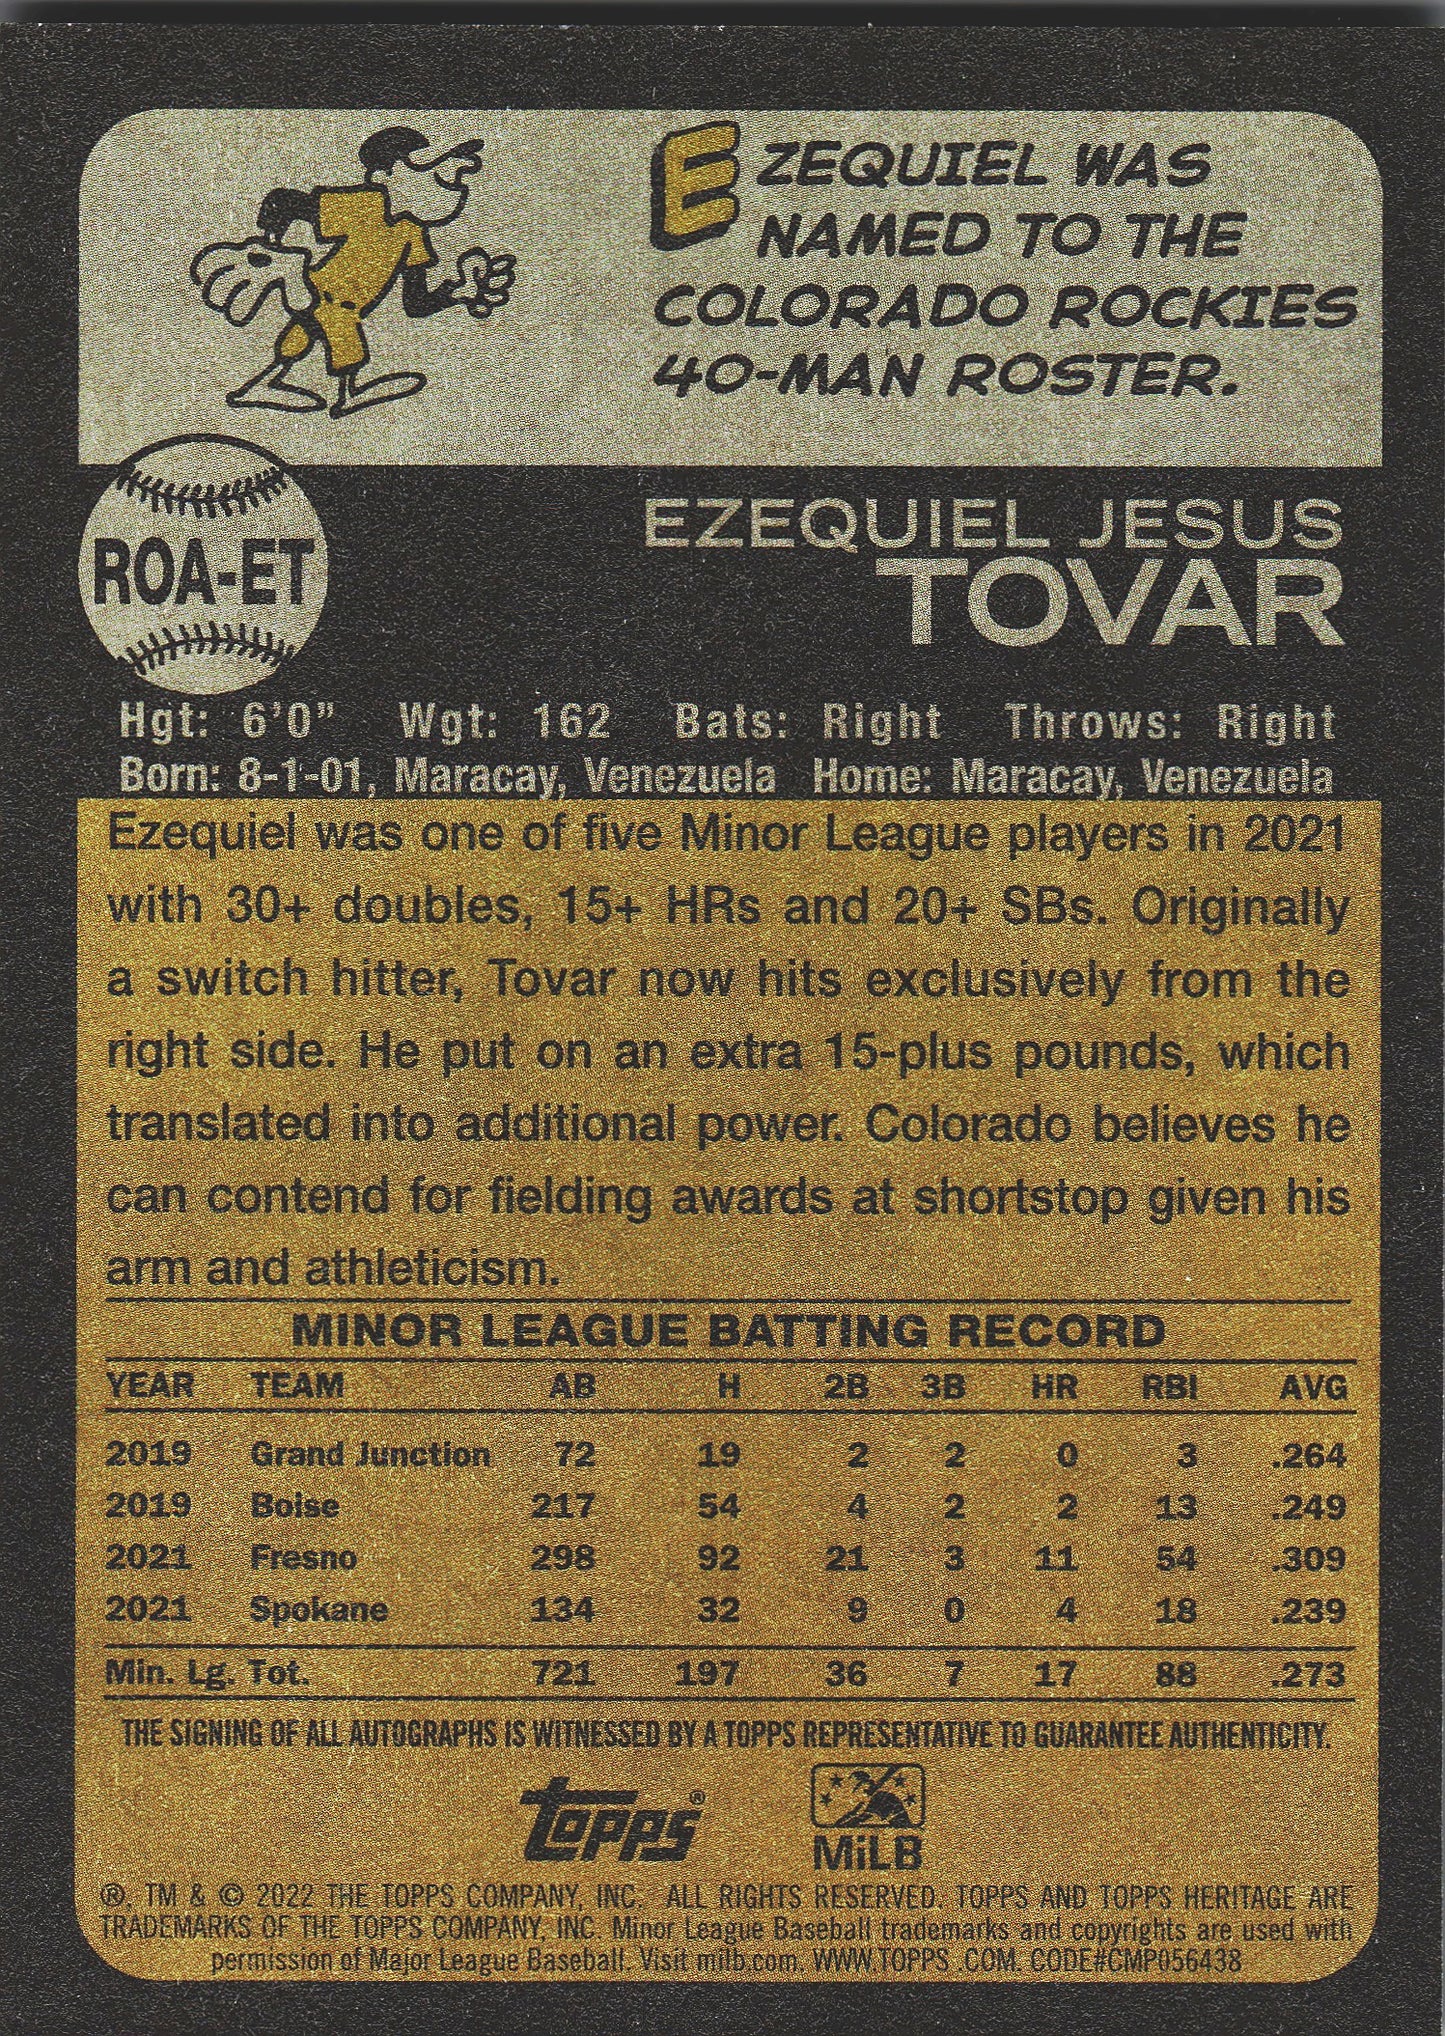 EZEQUIEL WAS
NAMED TO THE
COLORADO ROCKIES
40-MAN ROSTER.
ROA-ET
EZEQUIEL JESUS
TOVAR
Hgt: 6'0" Wgt: 162 Bats: Right Throws: Right
Born: 8-1-01, Maracay, Venezuela Home: Maracay, Venezuela
Ezequiel was one of five Minor League players in 2021
with 30+ doubles, 15+ HRs and 20+ SBs. Originally
a switch hitter, Tovar now hits exclusively from the
right side. He put on an extra 15-plus pounds, which
translated into additional power. Colorado believes he
can contend for fielding awards at shortstop given his
arm and athleticism.
MINOR LEAGUE BATTING RECORD
YEAR TEAM AB H 2B 3B HR RBI AVG
2019 Grand Junction 72 19 2 2 0 3 .264
2019 Boise 217 54 4 2 2 13 .249
2021 Fresno 298 92 21 3 11 54 .309
2021 Spokane 134 32 9 0 4 18 .239
Min. Lg. Tot. 721 197 36 7 17 88 .273
THE SIGNING OF ALL AUTOGRAPHS IS WITNESSED BY A TOPPS REPRESENTATIVE TO GUARANTEE AUTHENTICITY.
topps®
MiLB
®, TM & © 2022 THE TOPPS COMPANY, INC. ALL RIGHTS RESERVED. TOPPS AND TOPPS HERITAGE ARE
TRADEMARKS OF THE TOPPS COMPANY, INC. Minor League Baseball trademarks and copyrights are used with
permission of Major League Baseball. Visit milb.com. WWW.TOPPS .COM. CODE#CMP056438